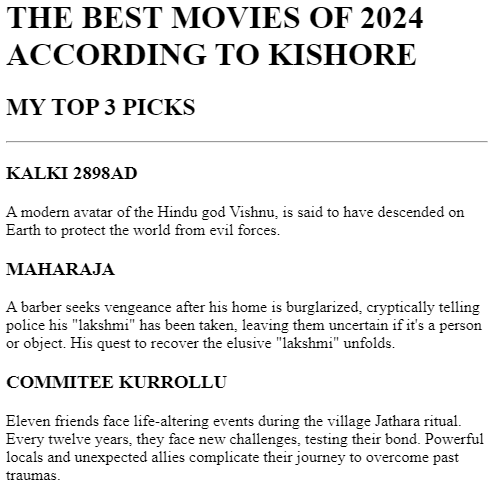 THE BEST MOVIES OF 2024
ACCORDING TO KISHORE
MY TOP 3 PICKS
KALKI 2898AD
A modern avatar of the Hindu god Vishnu, is said to have descended on
Earth to protect the world from evil forces.
MAHARAJA
A barber seeks vengeance after his home is burglarized, cryptically telling
police his "lakshmi" has been taken, leaving them uncertain if it's a person
or object. His quest to recover the elusive "lakshmi" unfolds.
COMMITEE KURROLLU
Eleven friends face life-altering events during the village Jathara ritual.
Every twelve years, they face new challenges, testing their bond. Powerful
locals and unexpected allies complicate their journey to overcome past
traumas.